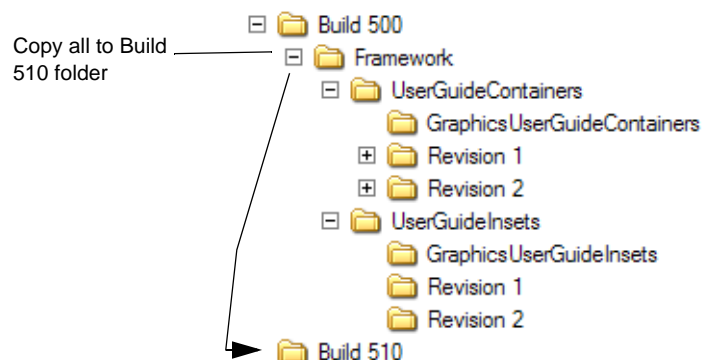 Build 500
Copy all to Build
510 folder
Framework
UserGuideContainers
GraphicsUserGuideContainers
Revision 1
Revision 2
UserGuideInsets
GraphicsUserGuideInsets
Revision 1
Revision 2
Build 510